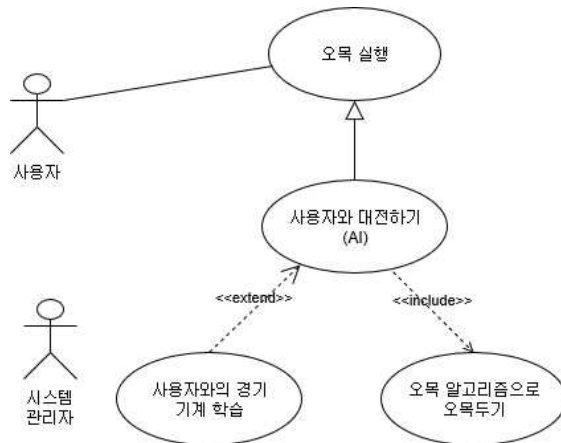 오목 실행
사용자
사용자와 대전하기
(AI)
<<extend>>
<<include>>
시스템
관리자
사용자와의 경기
기계 학습
오목 알고리즘으로
오목두기